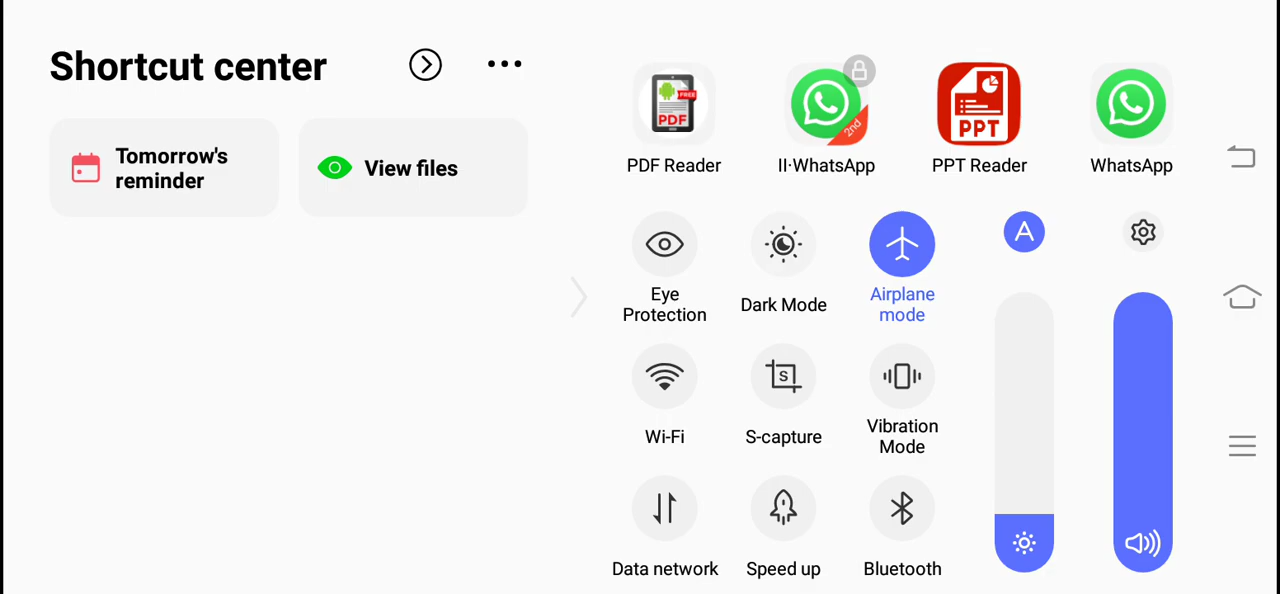 Shortcut center
Tomorrow's
reminder
View files
FREE
PDF
PDF Reader
2nd
II·WhatsApp
PPT
PPT Reader
WhatsApp
Eye
Protection
Dark Mode
Airplane
mode
A
Wi-Fi
S
S-capture
Vibration
Mode
Data network
Speed up
Bluetooth